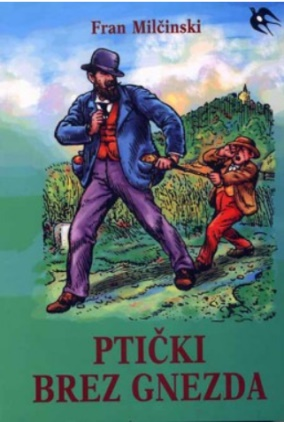 Fran Milčinski
PTIČKI
BREZ GNEZDA